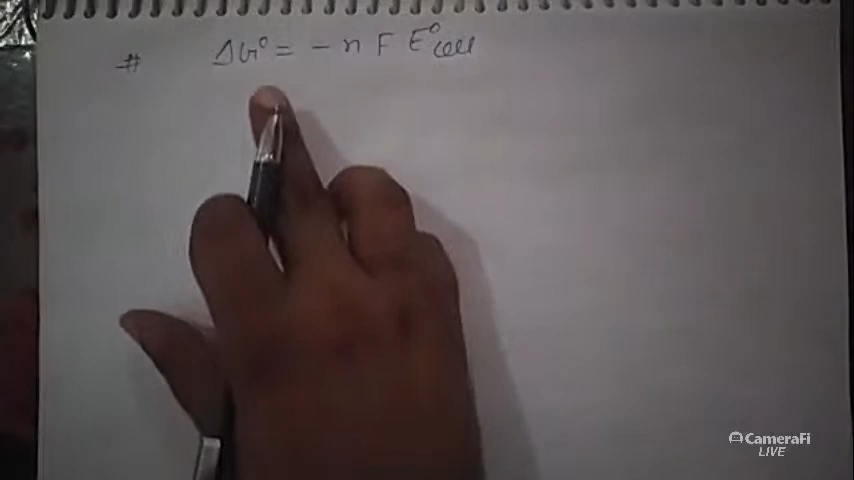 # ΔG° = - n F E°cell
CameraFi
LIVE